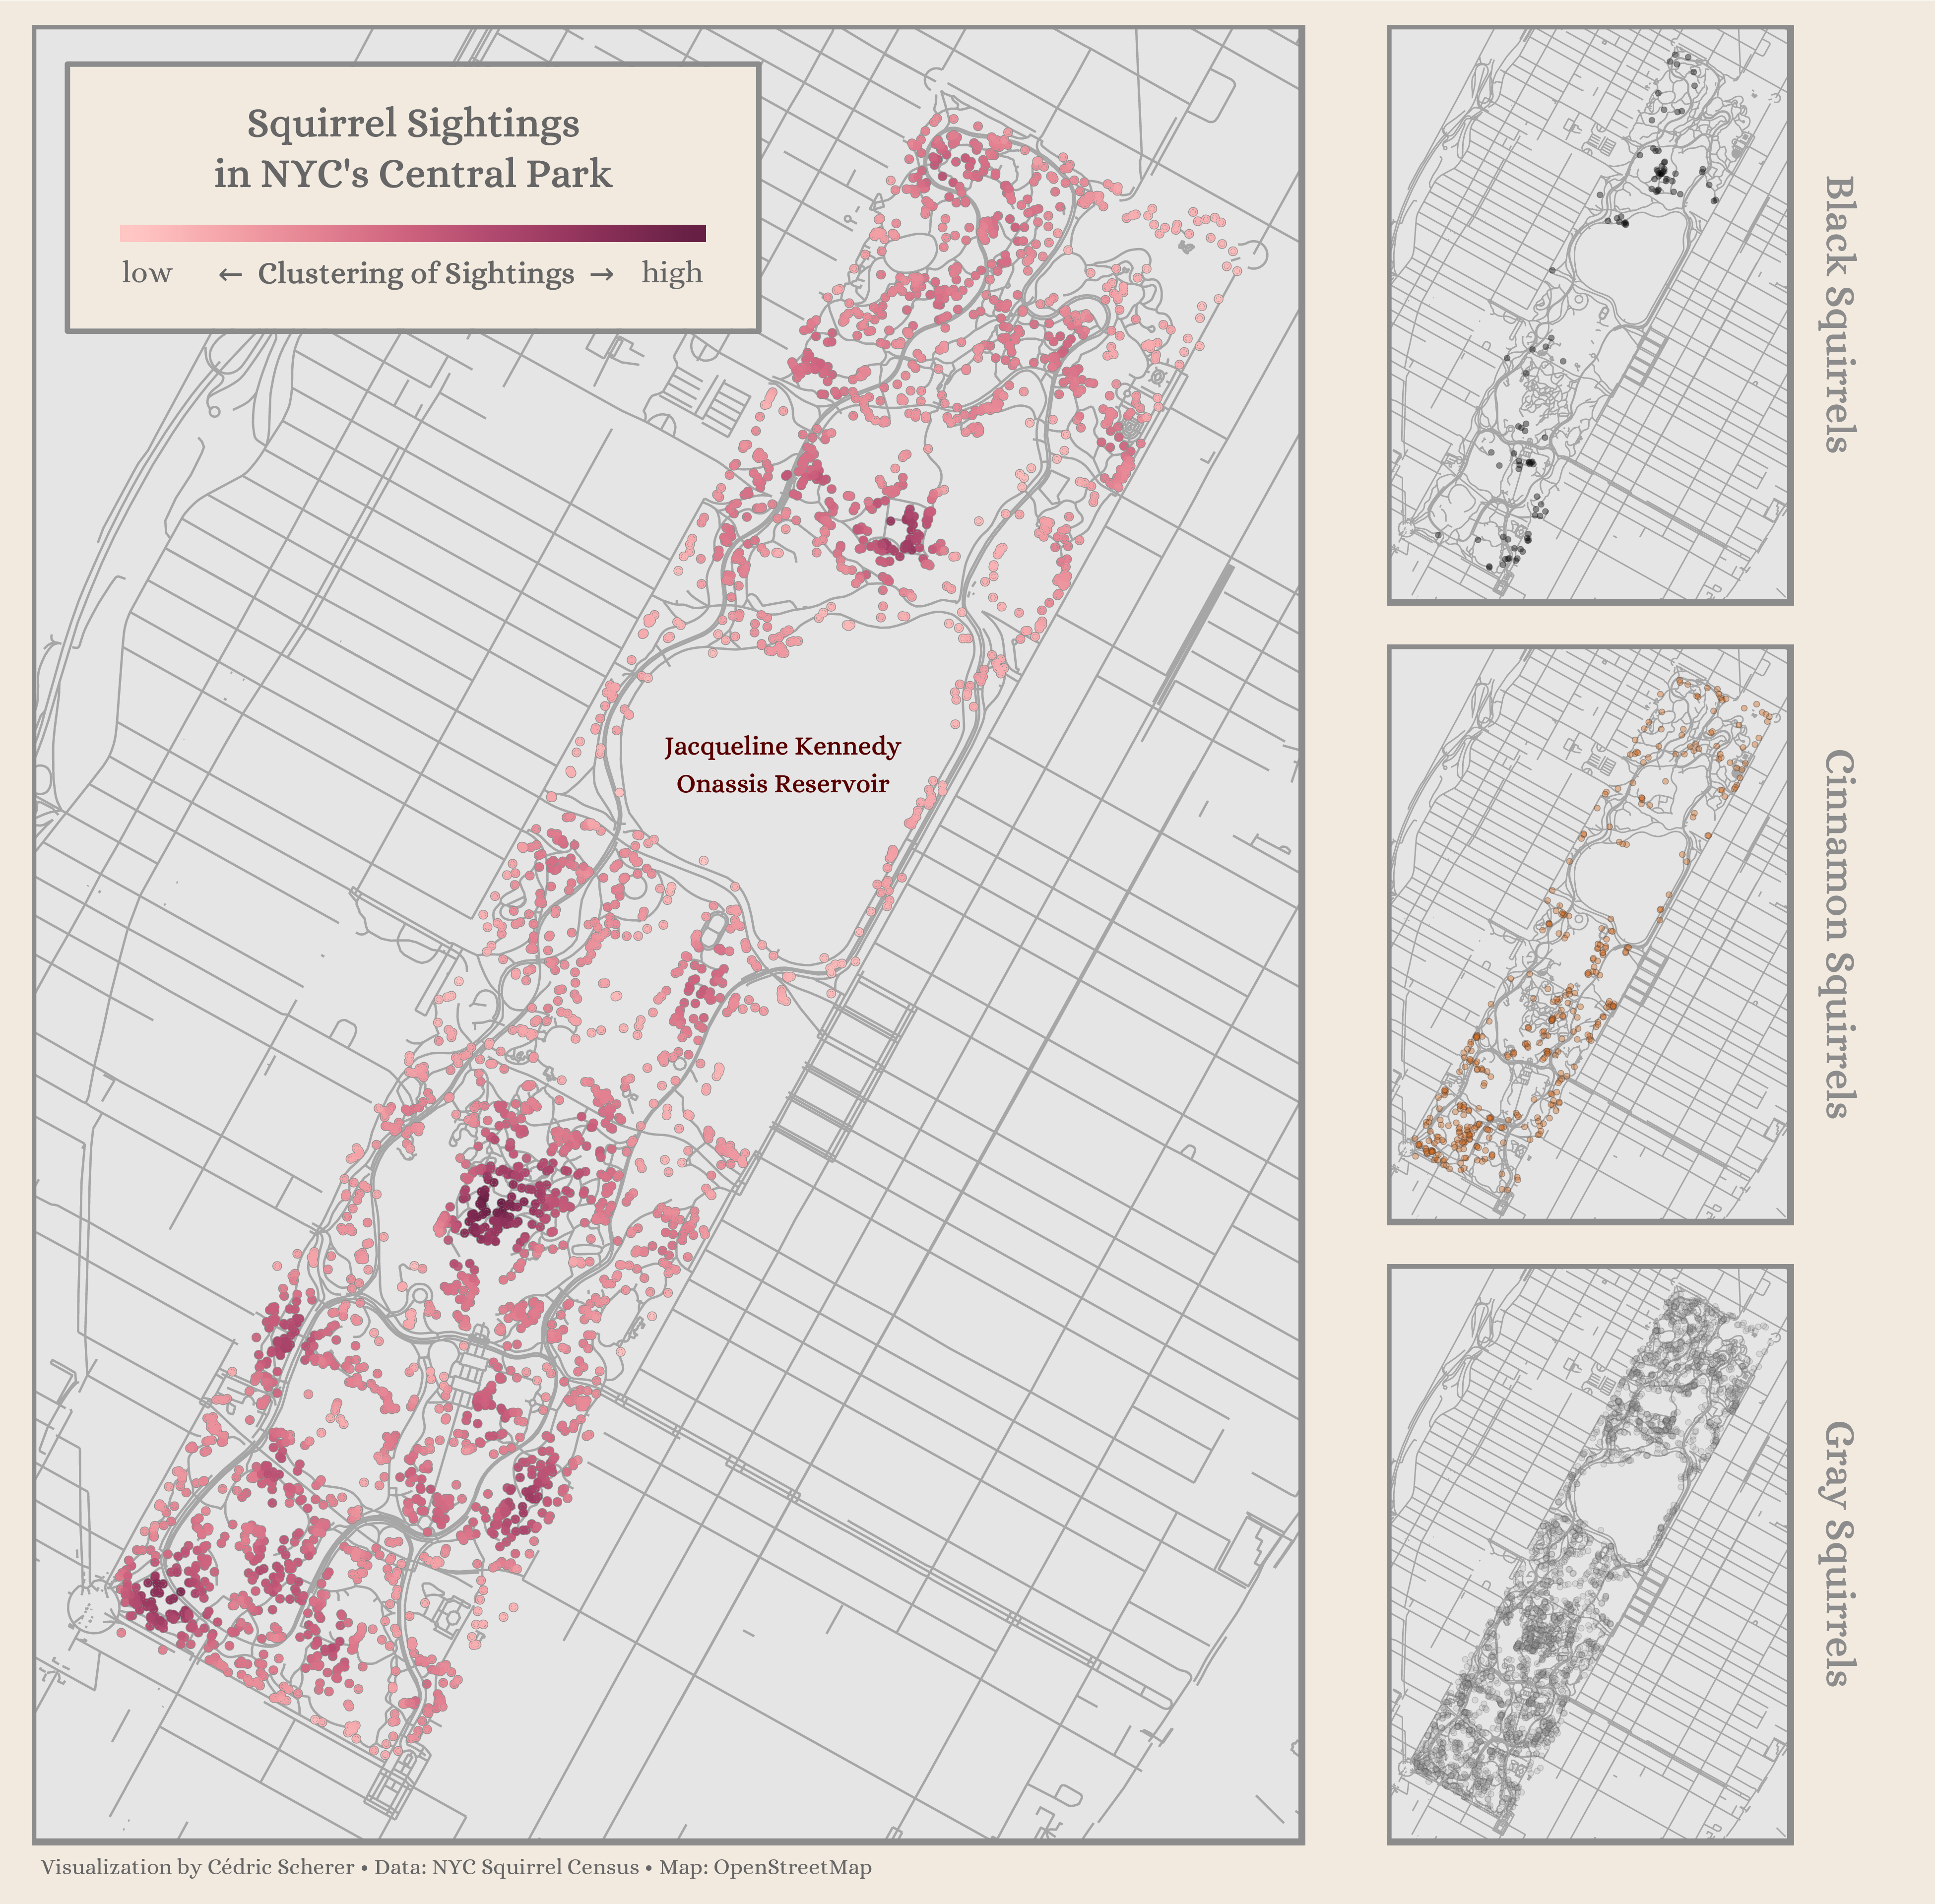 Squirrel Sightings
in NYC's Central Park
low ← Clustering of Sightings → high
Jacqueline Kennedy
Onassis Reservoir
Black Squirrels
Cinnamon Squirrels
Gray Squirrels
Visualization by Cédric Scherer • Data: NYC Squirrel Census • Map: OpenStreetMap